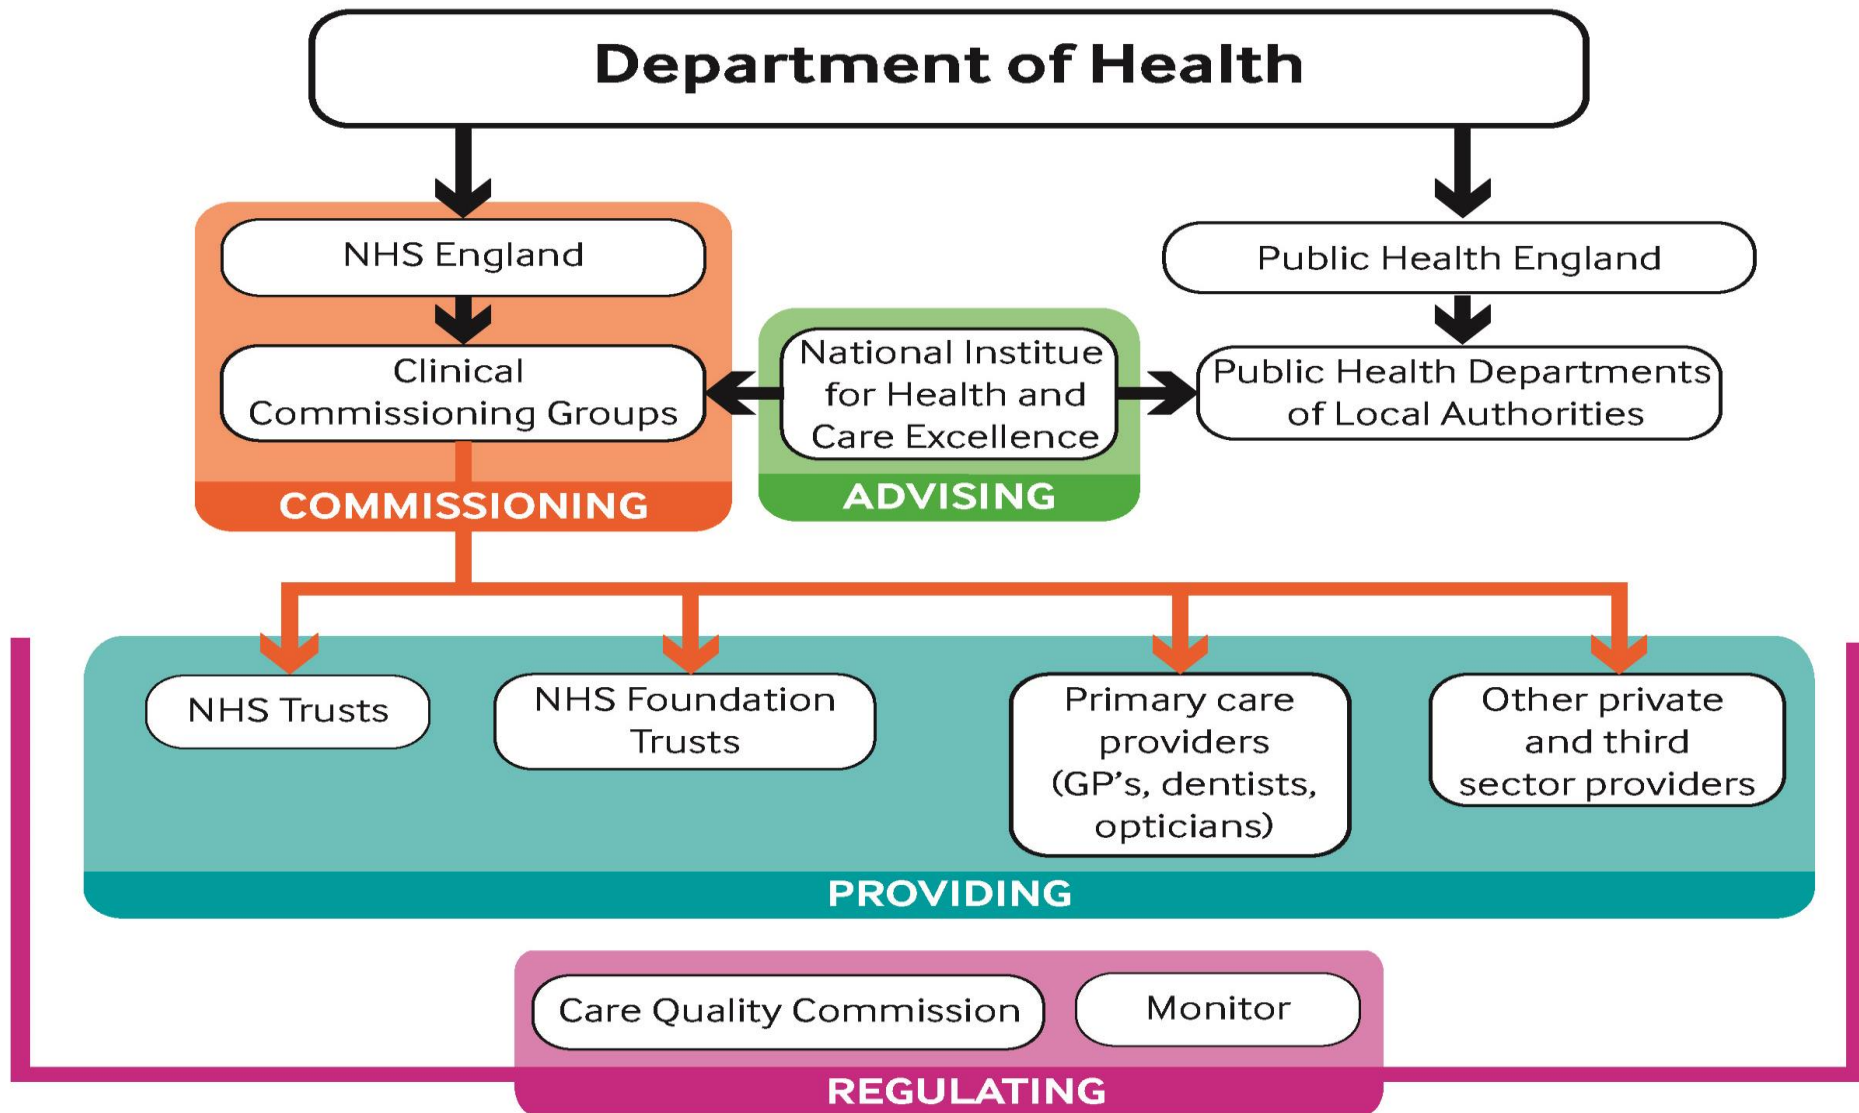 Department of Health
NHS England
Public Health England
Clinical
Commissioning Groups
National Institue
for Health and
Care Excellence
Public Health Departments
of Local Authorities
COMMISSIONING
ADVISING
NHS Trusts
NHS Foundation
Trusts
Primary care
providers
(GP’s, dentists,
opticians)
Other private
and third
sector providers
PROVIDING
Care Quality Commission
Monitor
REGULATING